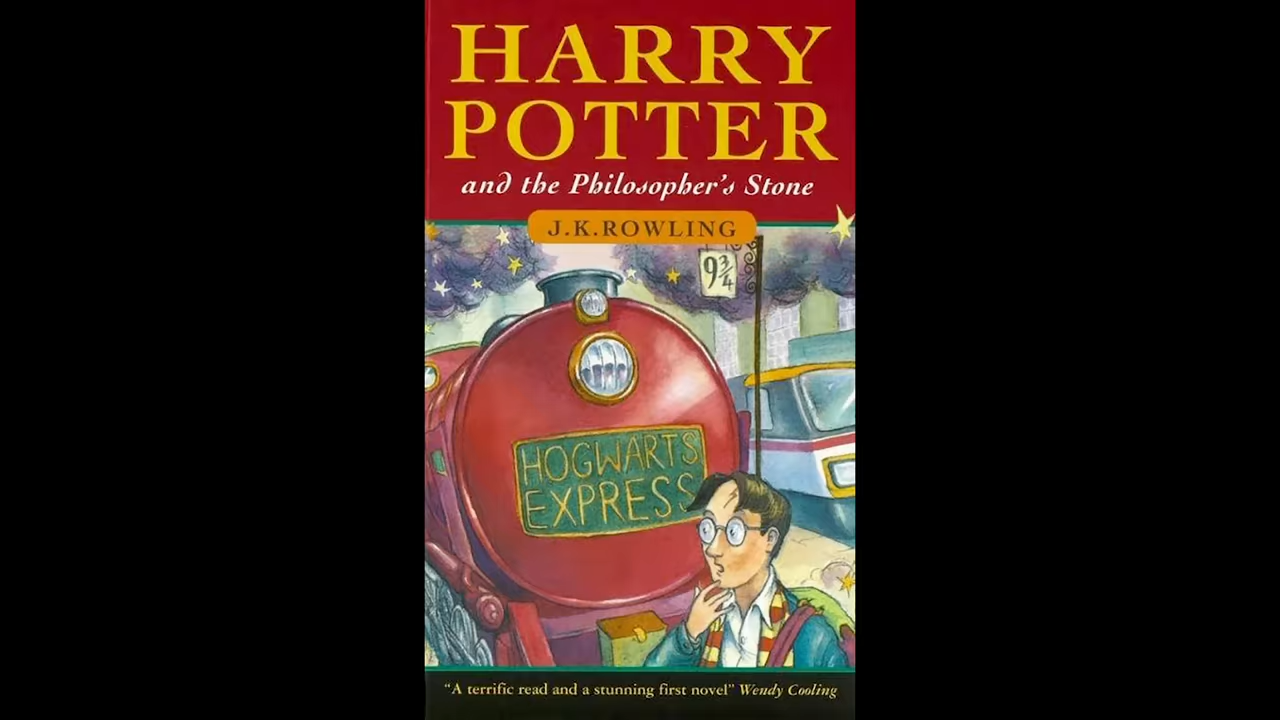 HARRY
POTTER
and the Philosopher's Stone
J.K.ROWLING
9¾
HOGWARTS
EXPRESS
“A terrific read and a stunning first novel” Wendy Cooling